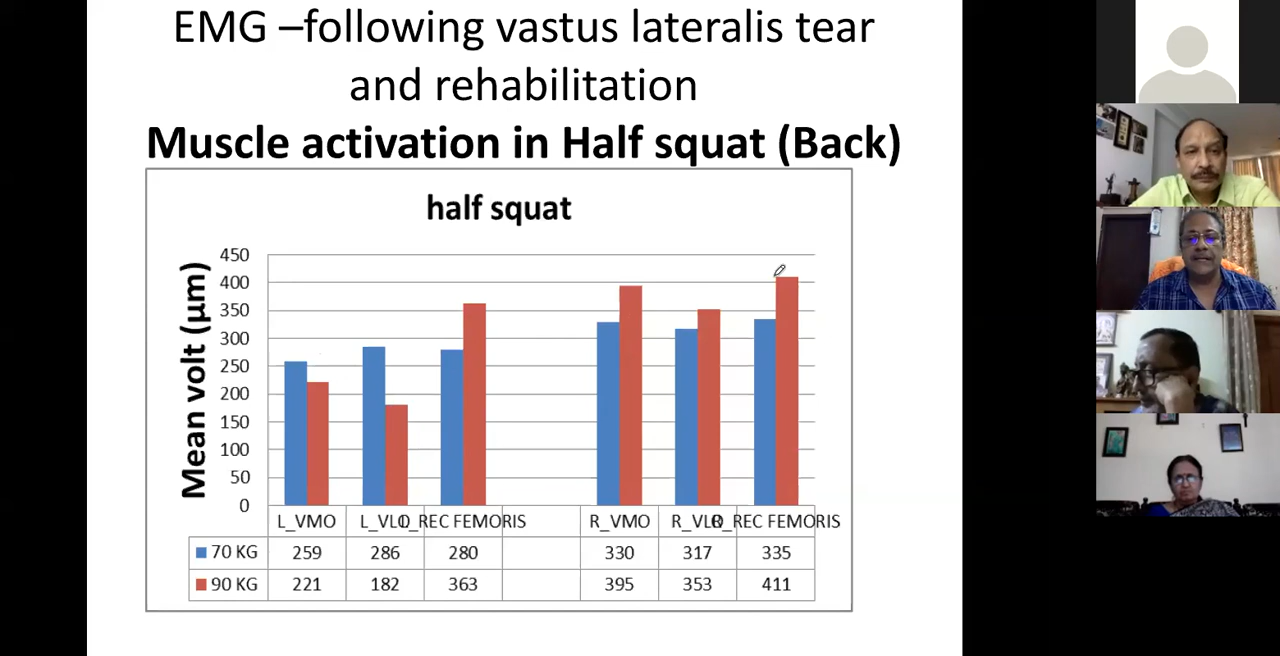 EMG –following vastus lateralis tear
and rehabilitation
Muscle activation in Half squat (Back)
half squat
Mean volt (µm)
450
400
350
300
250
200
150
100
50
0
L_VMO L_VLO L_REC FEMORIS R_VMO R_VLO R_REC FEMORIS
70 KG 259 286 280 330 317 335
90 KG 221 182 363 395 353 411